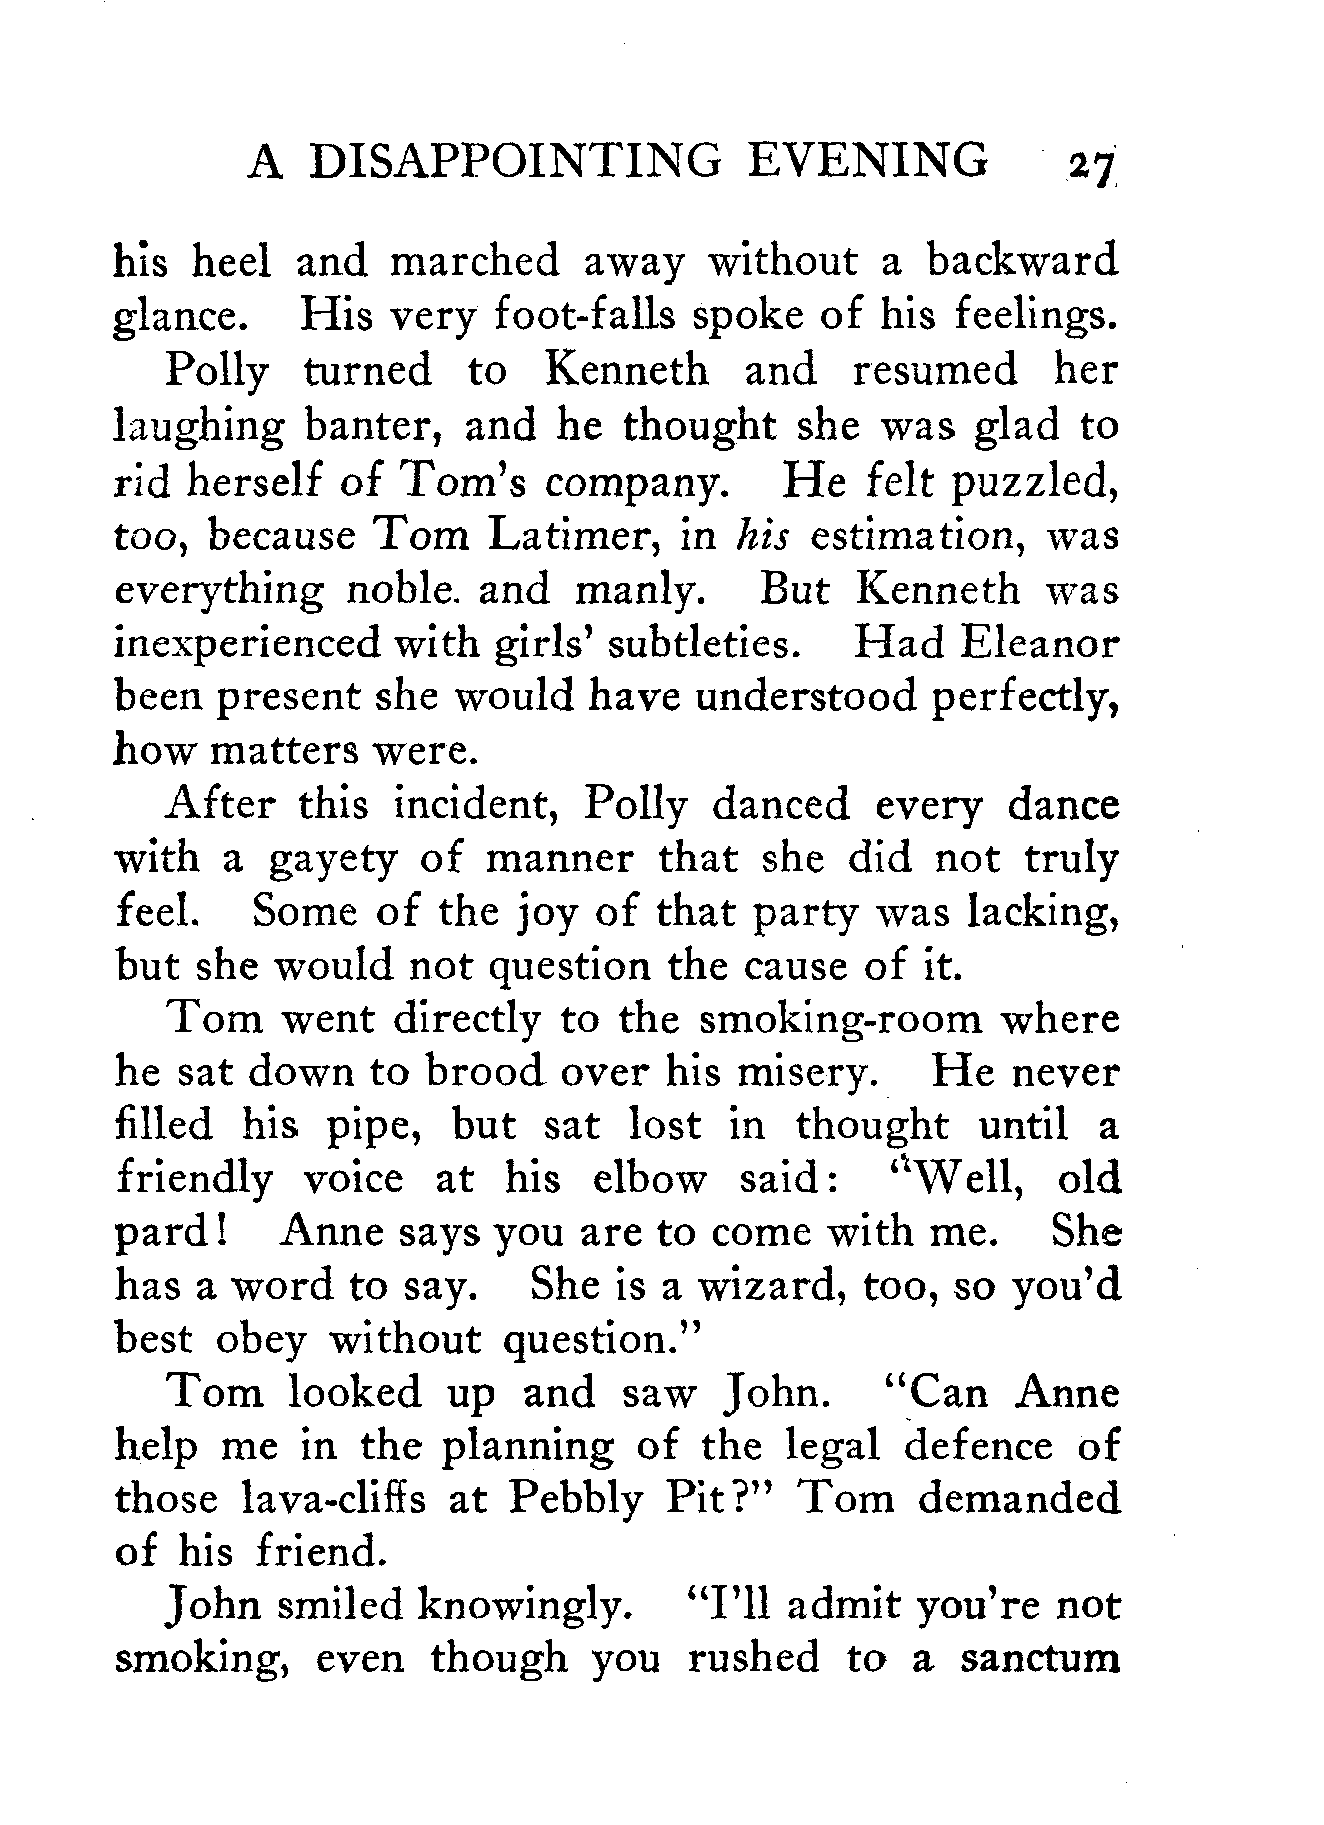 A DISAPPOINTING EVENING 27
his heel and marched away without a backward
glance. His very foot-falls spoke of his feelings.
Polly turned to Kenneth and resumed her
laughing banter, and he thought she was glad to
rid herself of Tom's company. He felt puzzled,
too, because Tom Latimer, in his estimation, was
everything noble. and manly. But Kenneth was
inexperienced with girls' subtleties. Had Eleanor
been present she would have understood perfectly,
how matters were.
After this incident, Polly danced every dance
with a gayety of manner that she did not truly
feel. Some of the joy of that party was lacking,
but she would not question the cause of it.
Tom went directly to the smoking-room where
he sat down to brood over his misery. He never
filled his pipe, but sat lost in thought until a
friendly voice at his elbow said: "Well, old
pard! Anne says you are to come with me. She
has a word to say. She is a wizard, too, so you'd
best obey without question."
Tom looked up and saw John. "Can Anne
help me in the planning of the legal defence of
those lava-cliffs at Pebbly Pit?" Tom demanded
of his friend.
John smiled knowingly. "I'll admit you're not
smoking, even though you rushed to a sanctum